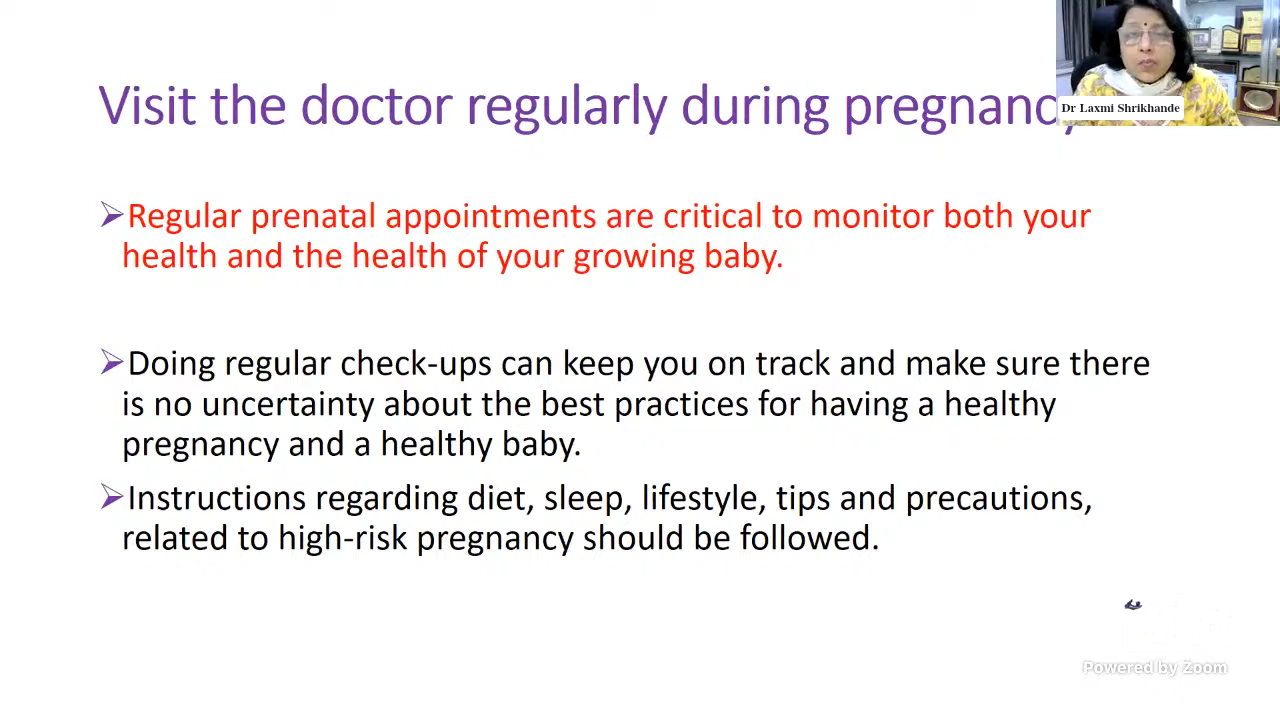 Visit the doctor regularly during pregnancy
Dr Laxmi Shrikhande
➢Regular prenatal appointments are critical to monitor both your
health and the health of your growing baby.
➢Doing regular check-ups can keep you on track and make sure there
is no uncertainty about the best practices for having a healthy
pregnancy and a healthy baby.
➢Instructions regarding diet, sleep, lifestyle, tips and precautions,
related to high-risk pregnancy should be followed.
Powered by Zoom